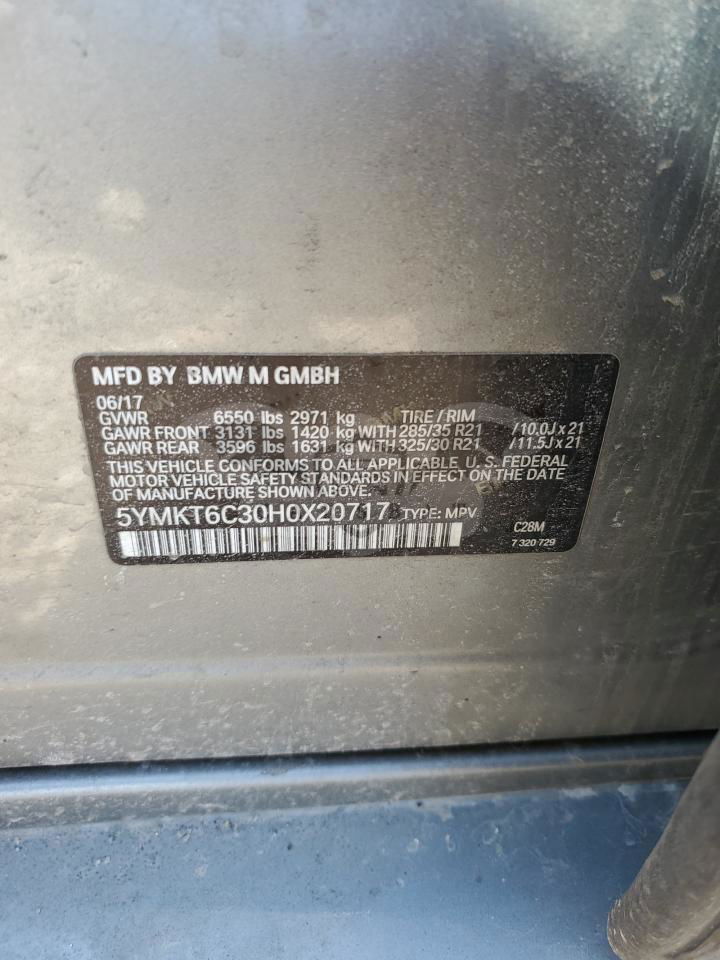 MFD BY BMW M GMBH
06/17
GVWR 6550 lbs 2971 kg TIRE / RIM
GAWR FRONT 3131 lbs 1420 kg WITH 285/35 R21 /10.0J x 21
GAWR REAR 3596 lbs 1631 kg WITH 325/30 R21 /11.5J x 21
THIS VEHICLE CONFORMS TO ALL APPLICABLE U. S. FEDERAL
MOTOR VEHICLE SAFETY STANDARDS IN EFFECT ON THE DATE
OF MANUFACTURE SHOWN ABOVE.
5YMKT6C30H0X20717 TYPE: MPV
C28M
7 320 729